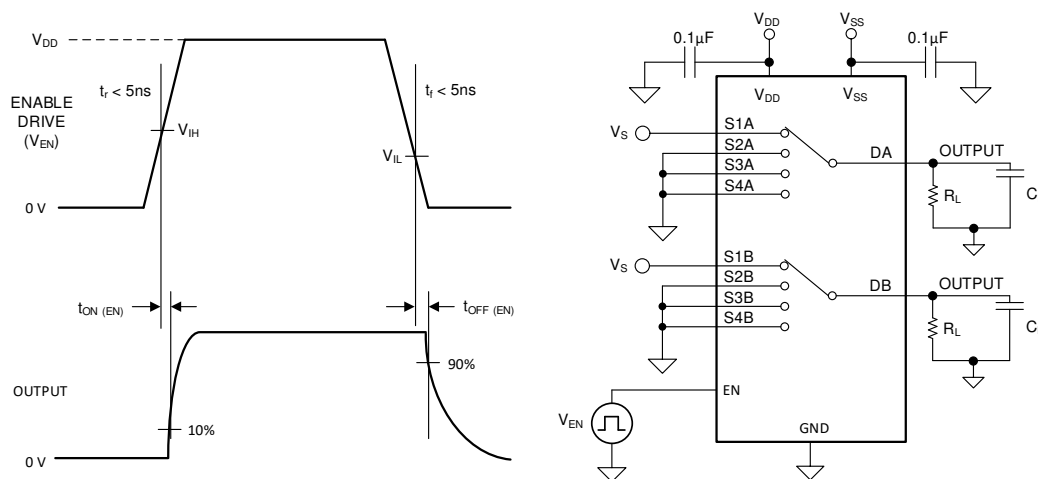 V_DD
t_r < 5ns
t_f < 5ns
ENABLE
DRIVE
(V_EN)
V_IH
V_IL
0 V
t_ON (EN)
t_OFF (EN)
OUTPUT
90%
10%
0 V
V_DD
V_SS
0.1µF
0.1µF
V_DD
V_SS
V_S
S1A
S2A
S3A
S4A
DA
OUTPUT
R_L
C
V_S
S1B
S2B
S3B
S4B
DB
OUTPUT
R_L
C
EN
V_EN
GND